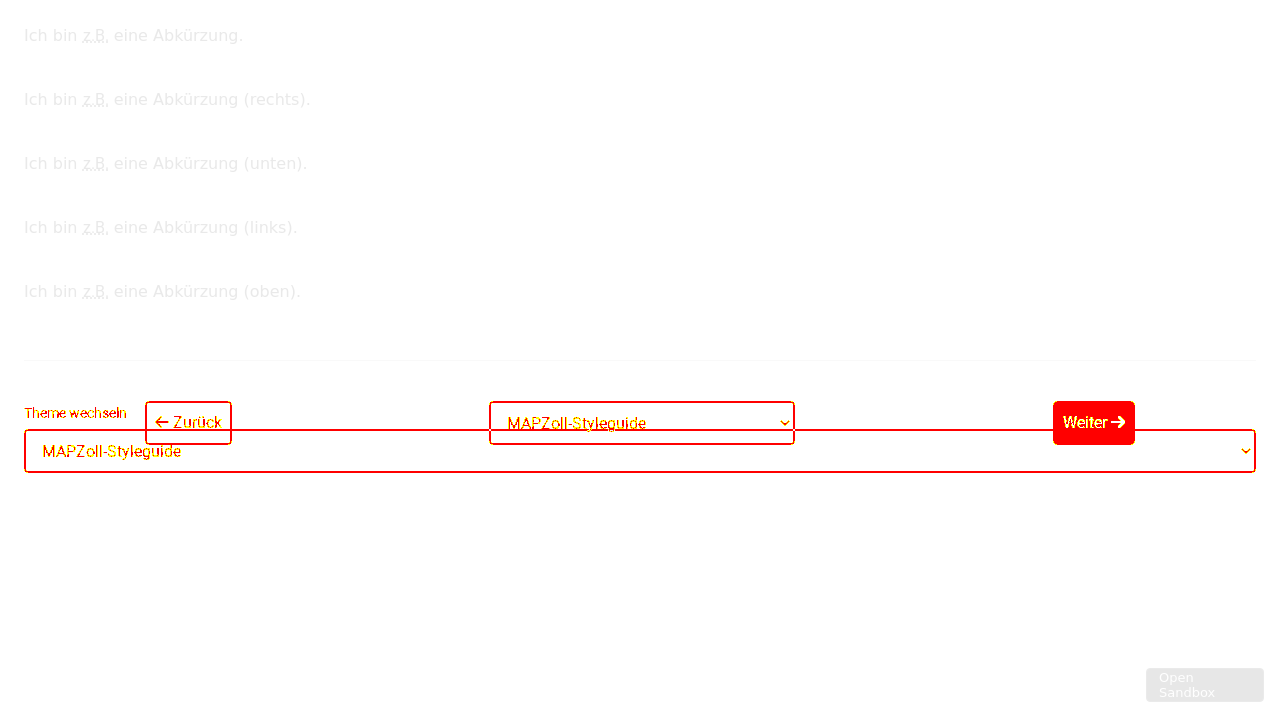 Ich bin z.B. eine Abkürzung.
Ich bin z.B. eine Abkürzung (rechts).
Ich bin z.B. eine Abkürzung (unten).
Ich bin z.B. eine Abkürzung (links).
Ich bin z.B. eine Abkürzung (oben).
Theme wechseln
← Zurück
MAPZoll-Styleguide
Weiter →
MAPZoll-Styleguide
Open
Sandbox